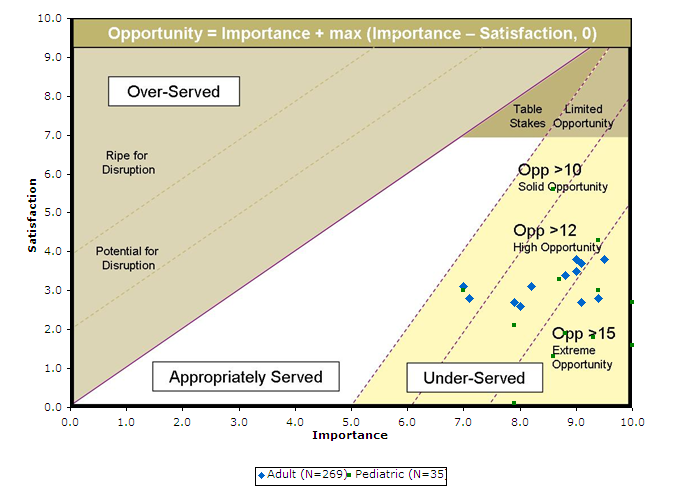 Opportunity = Importance + max (Importance – Satisfaction, 0)
10.0
9.0
8.0
7.0
6.0
5.0
4.0
3.0
2.0
1.0
0.0
Satisfaction
Over-Served
Ripe for
Disruption
Potential for
Disruption
Table
Stakes
Limited
Opportunity
Opp >10
Solid Opportunity
Opp >12
High Opportunity
Opp >15
Extreme
Opportunity
Appropriately Served
Under-Served
0.0 1.0 2.0 3.0 4.0 5.0 6.0 7.0 8.0 9.0 10.0
Importance
Adult (N=269) Pediatric (N=35)